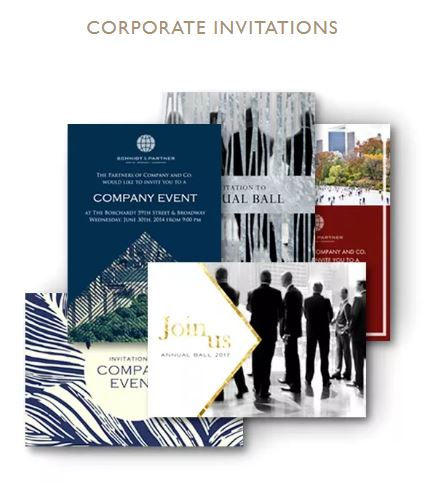 CORPORATE INVITATIONS
SCHMIDT & PARTNER
THE PARTNERS OF COMPANY AND CO.
WOULD LIKE TO INVITE YOU TO A
COMPANY EVENT
AT THE BORCHARDT 59TH STREET & BROADWAY
WEDNESDAY, JUNE 30TH, 2014 FROM 9:00 PM
VITATION TO
UAL BALL
COMPANY AND CO.
INVITE YOU TO A
Join
us
ANNUAL BALL 2017
INVITATION
COMPA
EVEN